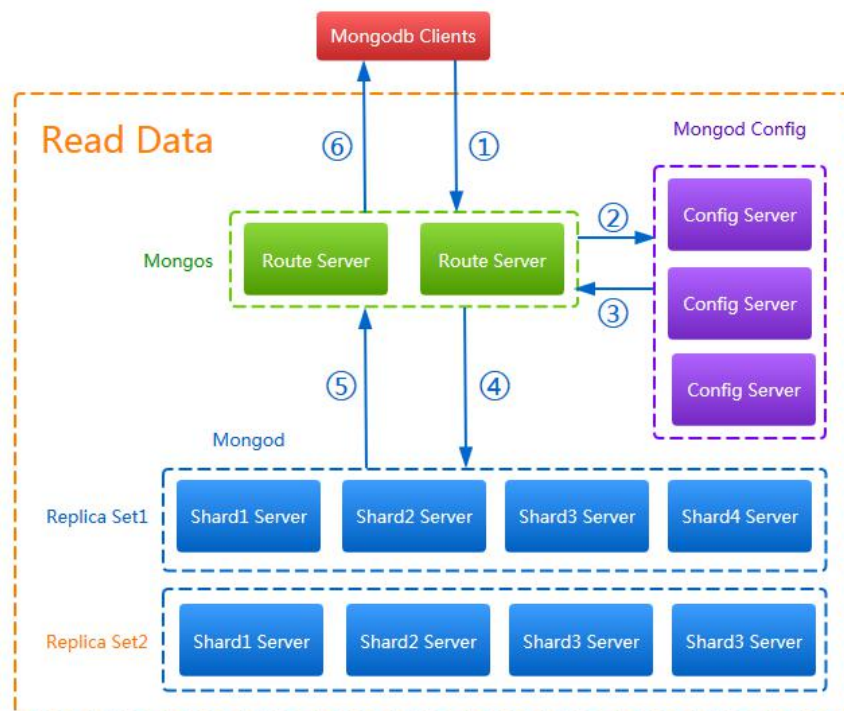 Mongodb Clients
Read Data
⑥
①
Mongod Config
Mongos
Route Server
Route Server
②
③
Config Server
Config Server
Config Server
⑤
④
Mongod
Replica Set1
Shard1 Server
Shard2 Server
Shard3 Server
Shard4 Server
Replica Set2
Shard1 Server
Shard2 Server
Shard3 Server
Shard3 Server